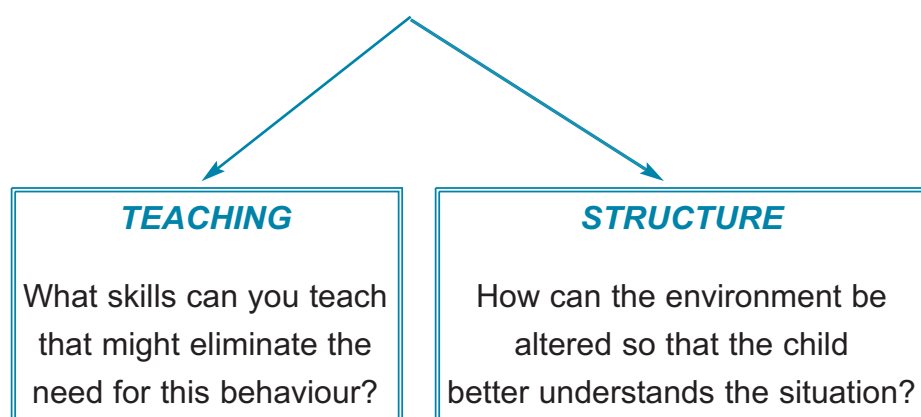 TEACHING
What skills can you teach
that might eliminate the
need for this behaviour?
STRUCTURE
How can the environment be
altered so that the child
better understands the situation?